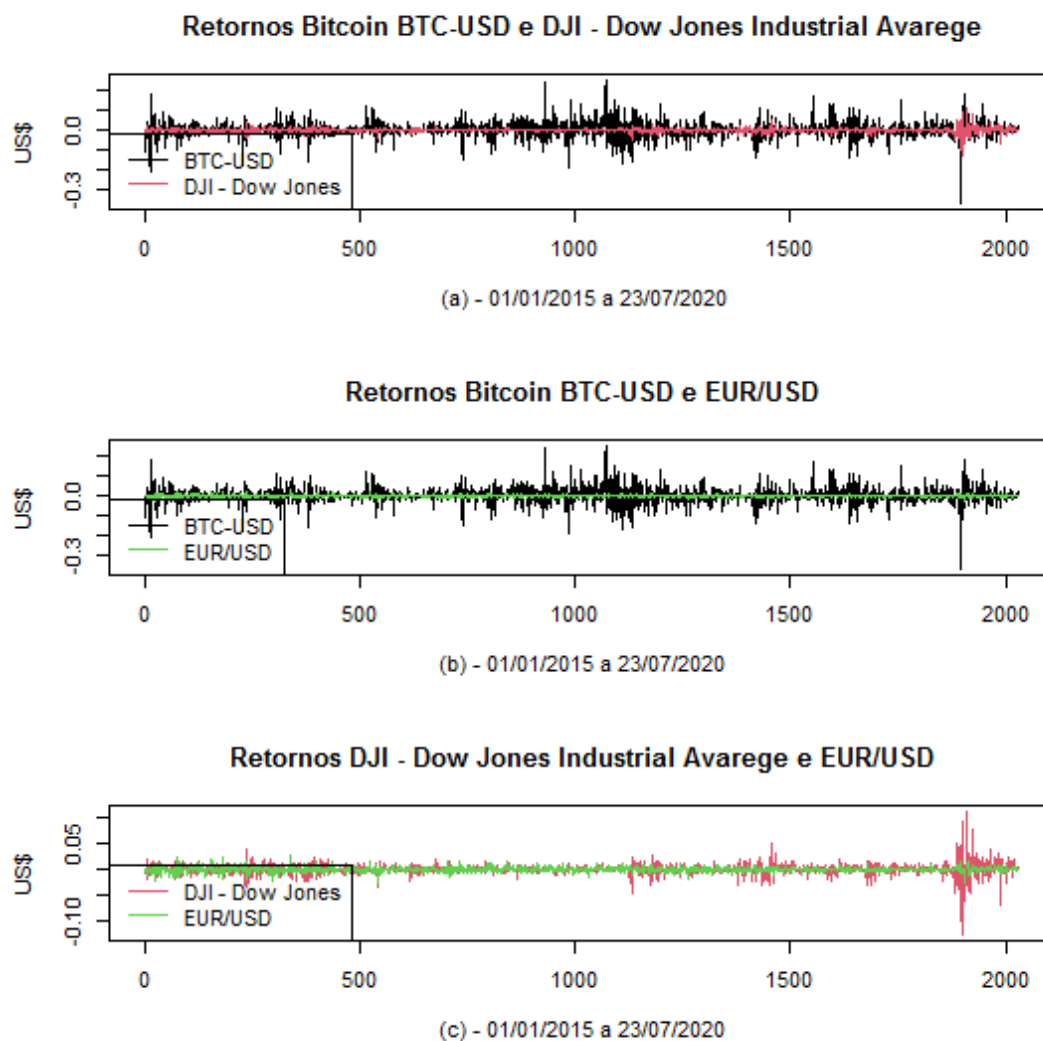 Retornos Bitcoin BTC-USD e DJI - Dow Jones Industrial Avarege
US$
0.0
-0.3
BTC-USD
DJI - Dow Jones
0 500 1000 1500 2000
(a) - 01/01/2015 a 23/07/2020
Retornos Bitcoin BTC-USD e EUR/USD
US$
0.0
-0.3
BTC-USD
EUR/USD
0 500 1000 1500 2000
(b) - 01/01/2015 a 23/07/2020
Retornos DJI - Dow Jones Industrial Avarege e EUR/USD
US$
0.05
-0.10
DJI - Dow Jones
EUR/USD
0 500 1000 1500 2000
(c) - 01/01/2015 a 23/07/2020